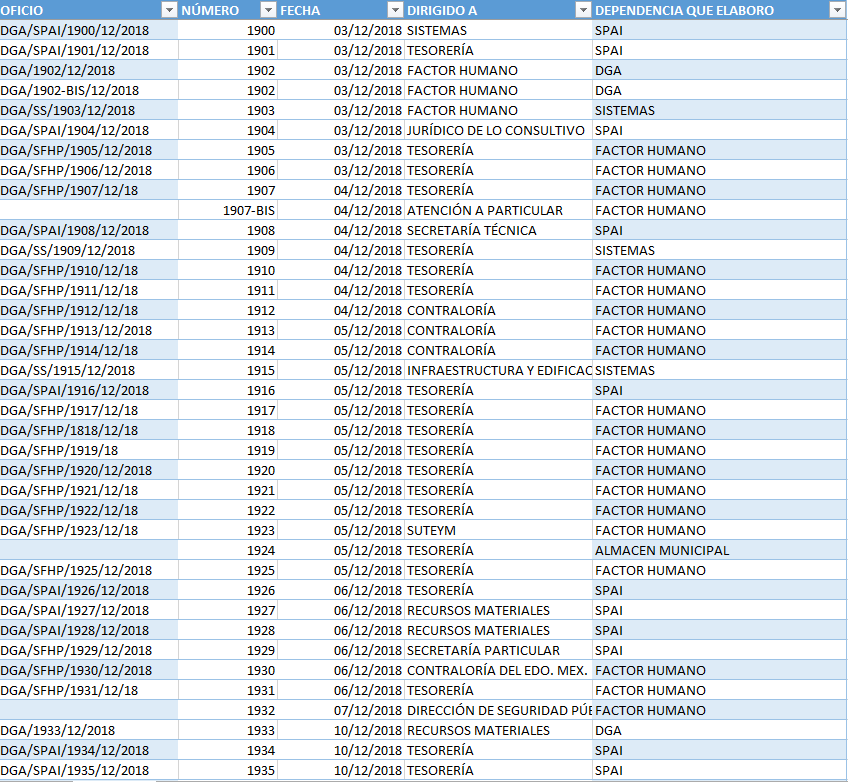 OFICIO NÚMERO FECHA DIRIGIDO A DEPENDENCIA QUE ELABORO
DGA/SPAI/1900/12/2018 1900 03/12/2018 SISTEMAS SPAI
DGA/SPAI/1901/12/2018 1901 03/12/2018 TESORERÍA SPAI
DGA/1902/12/2018 1902 03/12/2018 FACTOR HUMANO DGA
DGA/1902-BIS/12/2018 1902 03/12/2018 FACTOR HUMANO DGA
DGA/SS/1903/12/2018 1903 03/12/2018 FACTOR HUMANO SISTEMAS
DGA/SPAI/1904/12/2018 1904 03/12/2018 JURÍDICO DE LO CONSULTIVO SPAI
DGA/SFHP/1905/12/2018 1905 03/12/2018 TESORERÍA FACTOR HUMANO
DGA/SFHP/1906/12/2018 1906 03/12/2018 TESORERÍA FACTOR HUMANO
DGA/SFHP/1907/12/18 1907 04/12/2018 TESORERÍA FACTOR HUMANO
1907-BIS 04/12/2018 ATENCIÓN A PARTICULAR FACTOR HUMANO
DGA/SPAI/1908/12/2018 1908 04/12/2018 SECRETARÍA TÉCNICA SPAI
DGA/SS/1909/12/2018 1909 04/12/2018 TESORERÍA SISTEMAS
DGA/SFHP/1910/12/18 1910 04/12/2018 TESORERÍA FACTOR HUMANO
DGA/SFHP/1911/12/18 1911 04/12/2018 TESORERÍA FACTOR HUMANO
DGA/SFHP/1912/12/18 1912 04/12/2018 CONTRALORÍA FACTOR HUMANO
DGA/SFHP/1913/12/2018 1913 05/12/2018 CONTRALORÍA FACTOR HUMANO
DGA/SFHP/1914/12/18 1914 05/12/2018 CONTRALORÍA FACTOR HUMANO
DGA/SS/1915/12/2018 1915 05/12/2018 INFRAESTRUCTURA Y EDIFICAC SISTEMAS
DGA/SPAI/1916/12/2018 1916 05/12/2018 TESORERÍA SPAI
DGA/SFHP/1917/12/18 1917 05/12/2018 TESORERÍA FACTOR HUMANO
DGA/SFHP/1818/12/18 1918 05/12/2018 TESORERÍA FACTOR HUMANO
DGA/SFHP/1919/18 1919 05/12/2018 TESORERÍA FACTOR HUMANO
DGA/SFHP/1920/12/2018 1920 05/12/2018 TESORERÍA FACTOR HUMANO
DGA/SFHP/1921/12/18 1921 05/12/2018 TESORERÍA FACTOR HUMANO
DGA/SFHP/1922/12/18 1922 05/12/2018 TESORERÍA FACTOR HUMANO
DGA/SFHP/1923/12/18 1923 05/12/2018 SUTEYM FACTOR HUMANO
1924 05/12/2018 TESORERÍA ALMACEN MUNICIPAL
DGA/SFHP/1925/12/2018 1925 05/12/2018 TESORERÍA FACTOR HUMANO
DGA/SPAI/1926/12/2018 1926 06/12/2018 TESORERÍA SPAI
DGA/SPAI/1927/12/2018 1927 06/12/2018 RECURSOS MATERIALES SPAI
DGA/SPAI/1928/12/2018 1928 06/12/2018 RECURSOS MATERIALES SPAI
DGA/SFHP/1929/12/2018 1929 06/12/2018 SECRETARÍA PARTICULAR SPAI
DGA/SFHP/1930/12/2018 1930 06/12/2018 CONTRALORÍA DEL EDO. MEX. FACTOR HUMANO
DGA/SFHP/1931/12/18 1931 06/12/2018 TESORERÍA FACTOR HUMANO
1932 07/12/2018 DIRECCIÓN DE SEGURIDAD PÚB FACTOR HUMANO
DGA/1933/12/2018 1933 10/12/2018 RECURSOS MATERIALES DGA
DGA/SPAI/1934/12/2018 1934 10/12/2018 TESORERÍA SPAI
DGA/SPAI/1935/12/2018 1935 10/12/2018 TESORERÍA SPAI